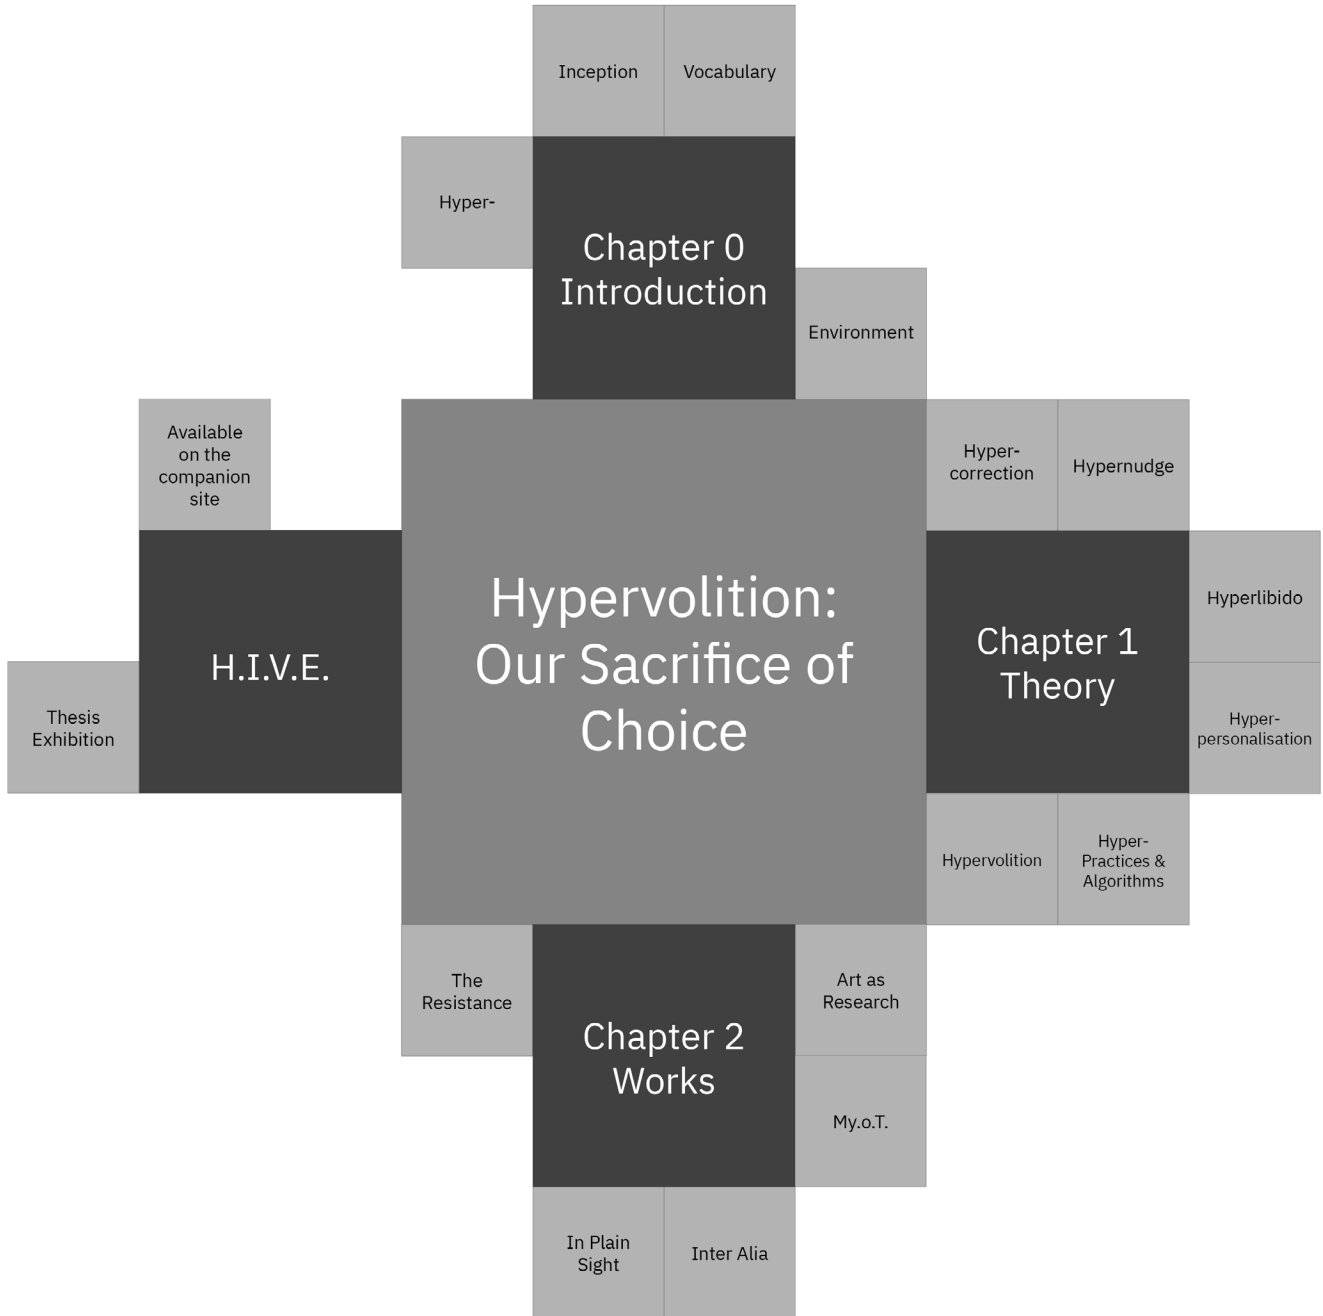 Inception
Vocabulary
Hyper-
Chapter 0
Introduction
Environment
Available
on the
companion
site
Hyper-
correction
Hypernudge
Hypervolition:
Our Sacrifice of
Choice
H.I.V.E.
Thesis
Exhibition
Chapter 1
Theory
Hyperlibido
Hyper-
personalisation
Hypervolition
Hyper-
Practices &
Algorithms
The
Resistance
Chapter 2
Works
Art as
Research
My.o.T.
In Plain
Sight
Inter Alia